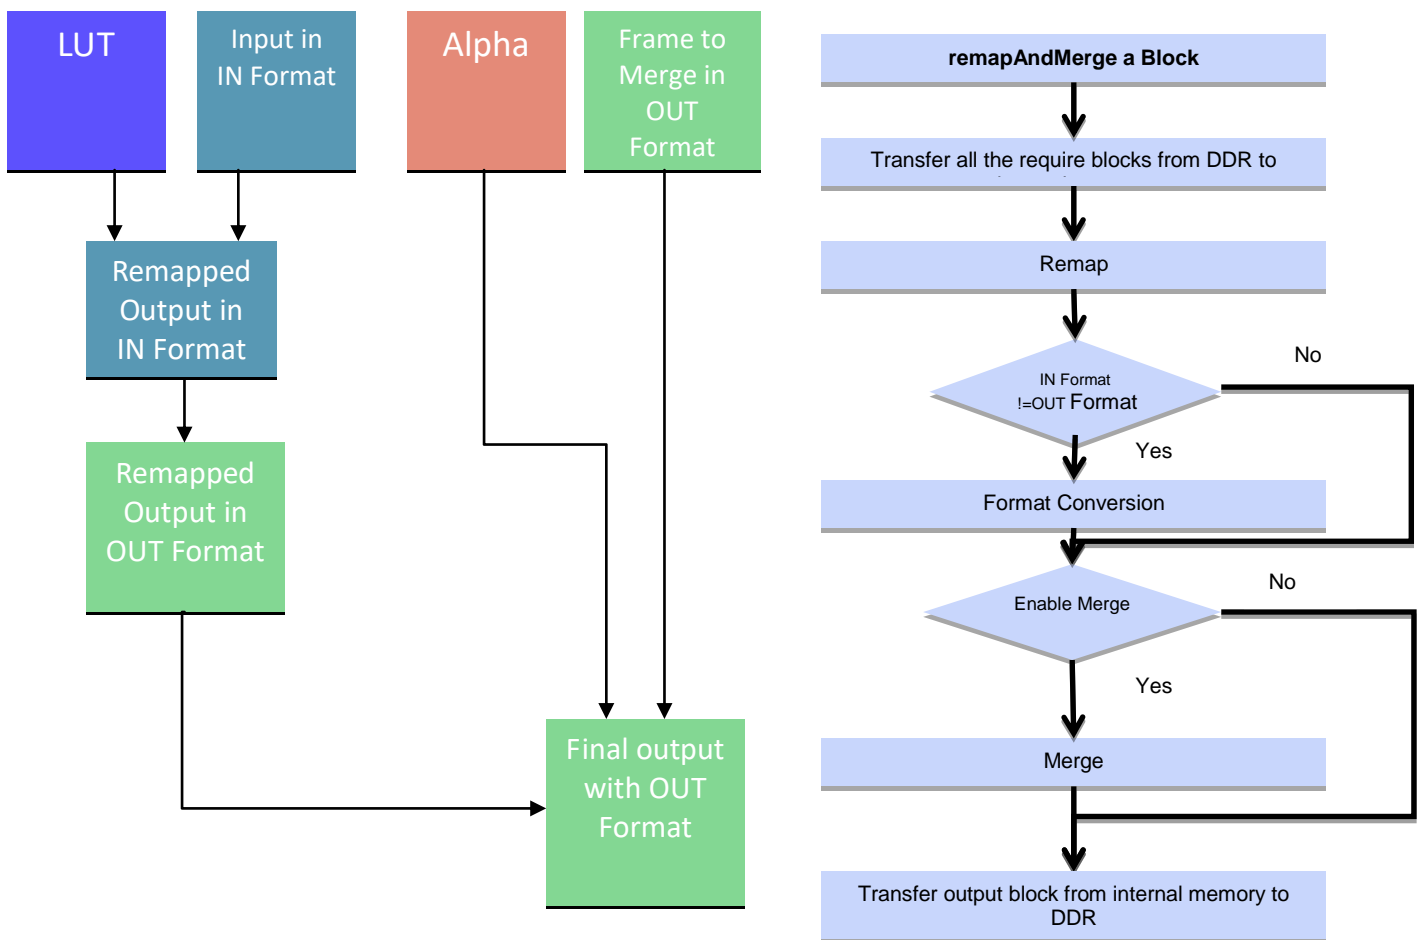 LUT
Input in
IN Format
Alpha
Frame to
Merge in
OUT
Format
Remapped
Output in
IN Format
Remapped
Output in
OUT Format
Final output
with OUT
Format
remapAndMerge a Block
Transfer all the require blocks from DDR to
Remap
IN Format
!=OUT Format
No
Yes
Format Conversion
Enable Merge
No
Yes
Merge
Transfer output block from internal memory to
DDR